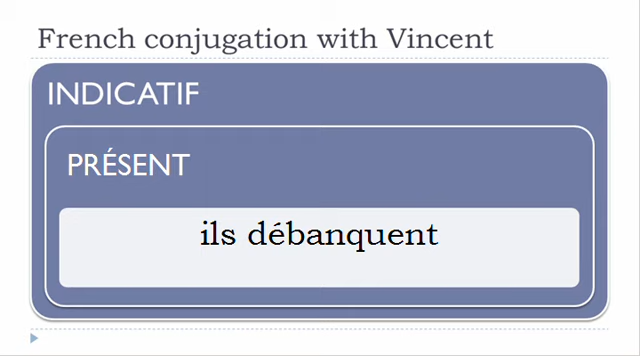 French conjugation with Vincent
INDICATIF
PRÉSENT
ils débanquent